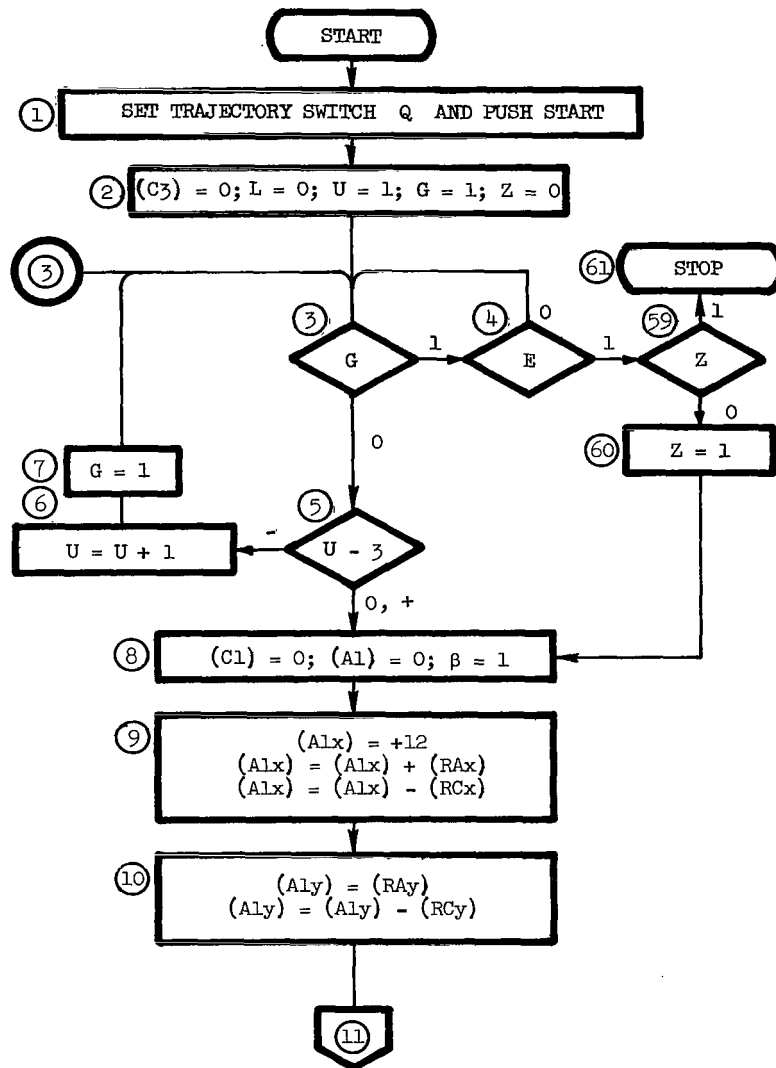 START
1 SET TRAJECTORY SWITCH Q AND PUSH START
2 (C3) = 0; L = 0; U = 1; G = 1; Z = 0
3
61 STOP
3 G
1
4 E
0
1
59 Z
1
0
60 Z = 1
0
7 G = 1
6 U = U + 1
5 U - 3
-
0, +
8 (C1) = 0; (A1) = 0; β = 1
9 (A1x) = +12
(A1x) = (A1x) + (RAx)
(A1x) = (A1x) - (RCx)
10 (A1y) = (RAy)
(A1y) = (A1y) - (RCy)
11